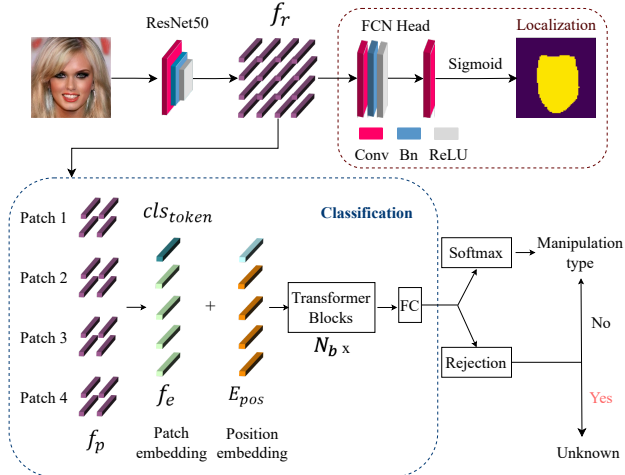 ResNet50
f_r
FCN Head
Localization
Sigmoid
Conv
Bn
ReLU
Patch 1
cls_token
Classification
Patch 2
Patch 3
Patch 4
+
Transformer
Blocks
N_b x
FC
Softmax
Manipulation
type
No
Rejection
Yes
Unknown
f_p
f_e
E_pos
Patch
embedding
Position
embedding